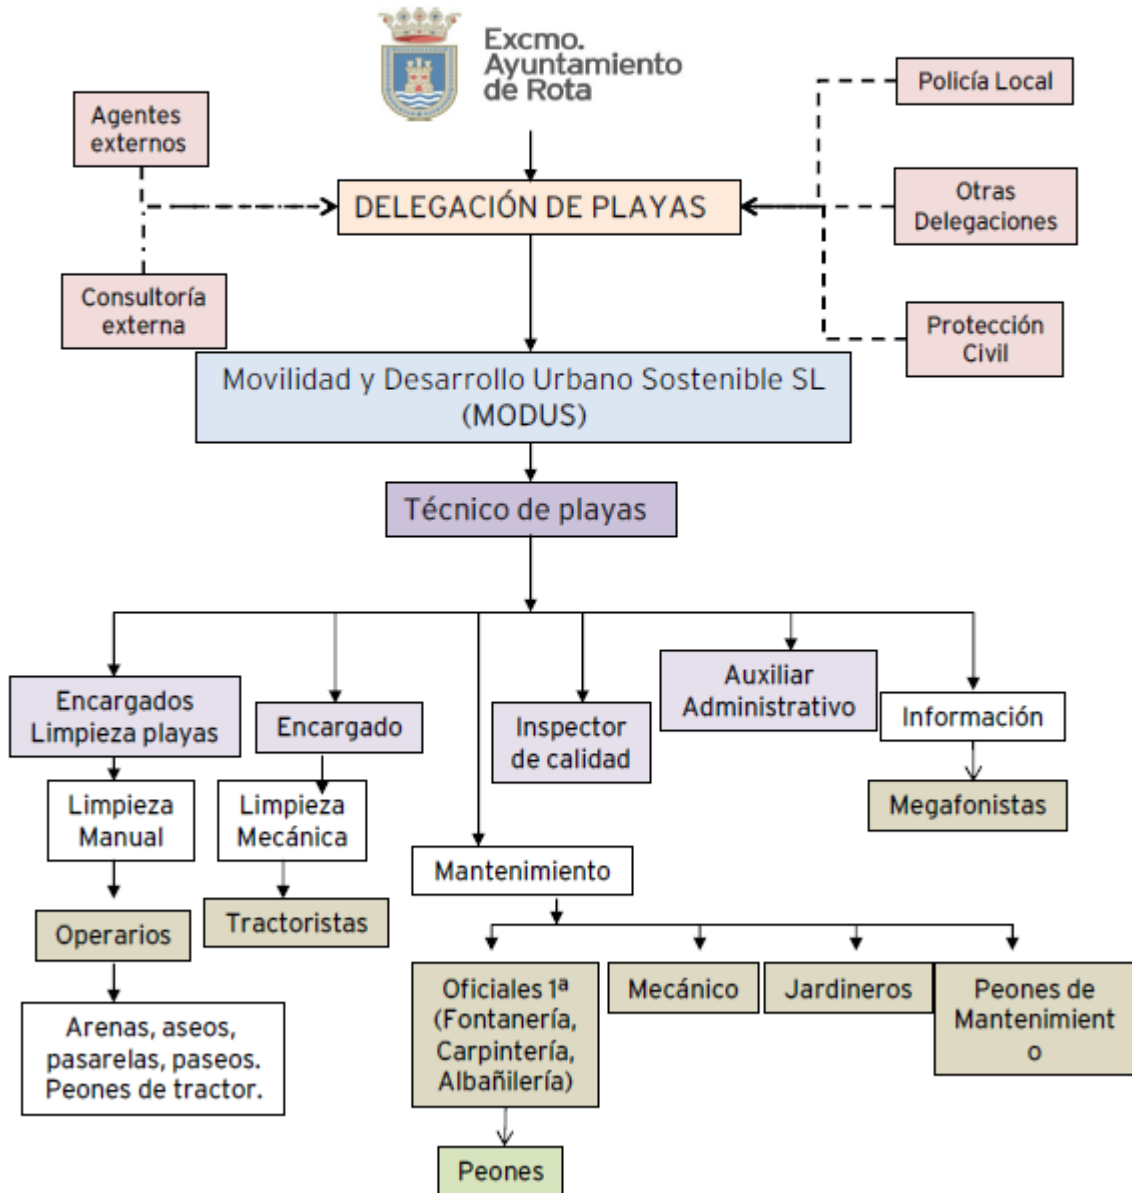 Excmo.
Ayuntamiento
de Rota
Policía Local
Agentes
externos
DELEGACIÓN DE PLAYAS
Otras
Delegaciones
Consultoría
externa
Protección
Civil
Movilidad y Desarrollo Urbano Sostenible SL
(MODUS)
Técnico de playas
Encargados
Limpieza playas
Encargado
Inspector
de calidad
Auxiliar
Administrativo
Información
Limpieza
Manual
Limpieza
Mecánica
Megafonistas
Mantenimiento
Operarios
Tractoristas
Arenas, aseos,
pasarelas, paseos.
Peones de tractor.
Oficiales 1ª
(Fontanería,
Carpintería,
Albañilería)
Mecánico
Jardineros
Peones de
Mantenimient
o
Peones